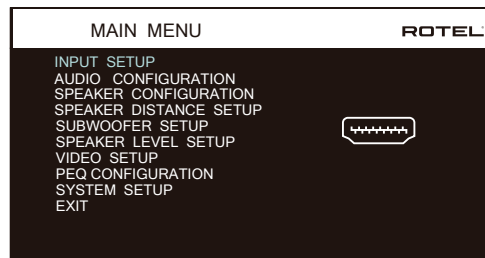 MAIN MENU
ROTEL
INPUT SETUP
AUDIO CONFIGURATION
SPEAKER CONFIGURATION
SPEAKER DISTANCE SETUP
SUBWOOFER SETUP
SPEAKER LEVEL SETUP
VIDEO SETUP
PEQ CONFIGURATION
SYSTEM SETUP
EXIT